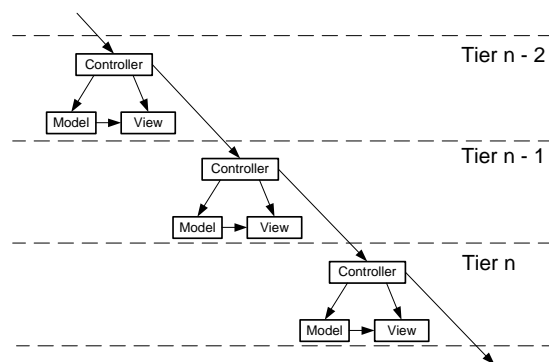 Tier n - 2
Controller
Model
View
Tier n - 1
Controller
Model
View
Tier n
Controller
Model
View